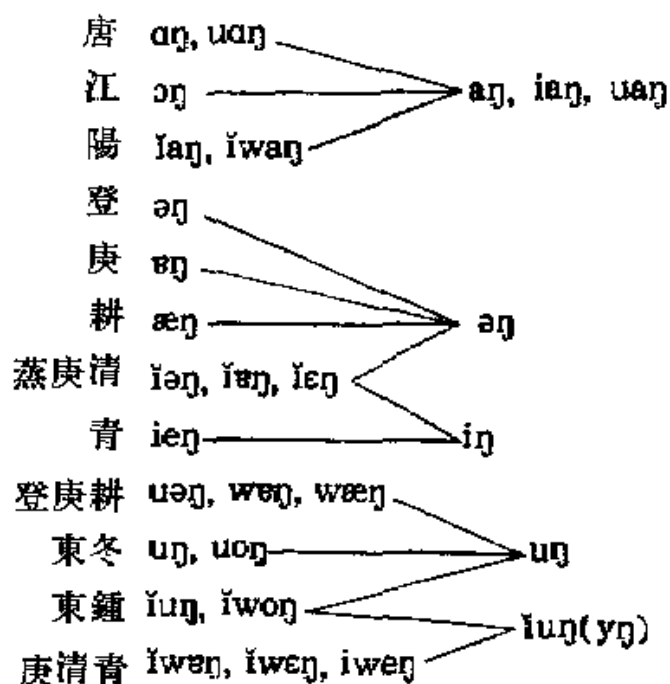 唐 ɑŋ, uɑŋ
江 ɔŋ
aŋ, iaŋ, uaŋ
陽 ĭaŋ, ĭwaŋ
登 əŋ
庚 ɐŋ
耕 æŋ
əŋ
蒸庚清 ĭəŋ, ĭɐŋ, ĭɛŋ
青 ieŋ
iŋ
登庚耕 uəŋ, wɐŋ, wæŋ
東冬 uŋ, uoŋ
uŋ
東鍾 ĭuŋ, ĭwoŋ
ĭuŋ(yŋ)
庚清青 ĭwɐŋ, ĭwɛŋ, iweŋ